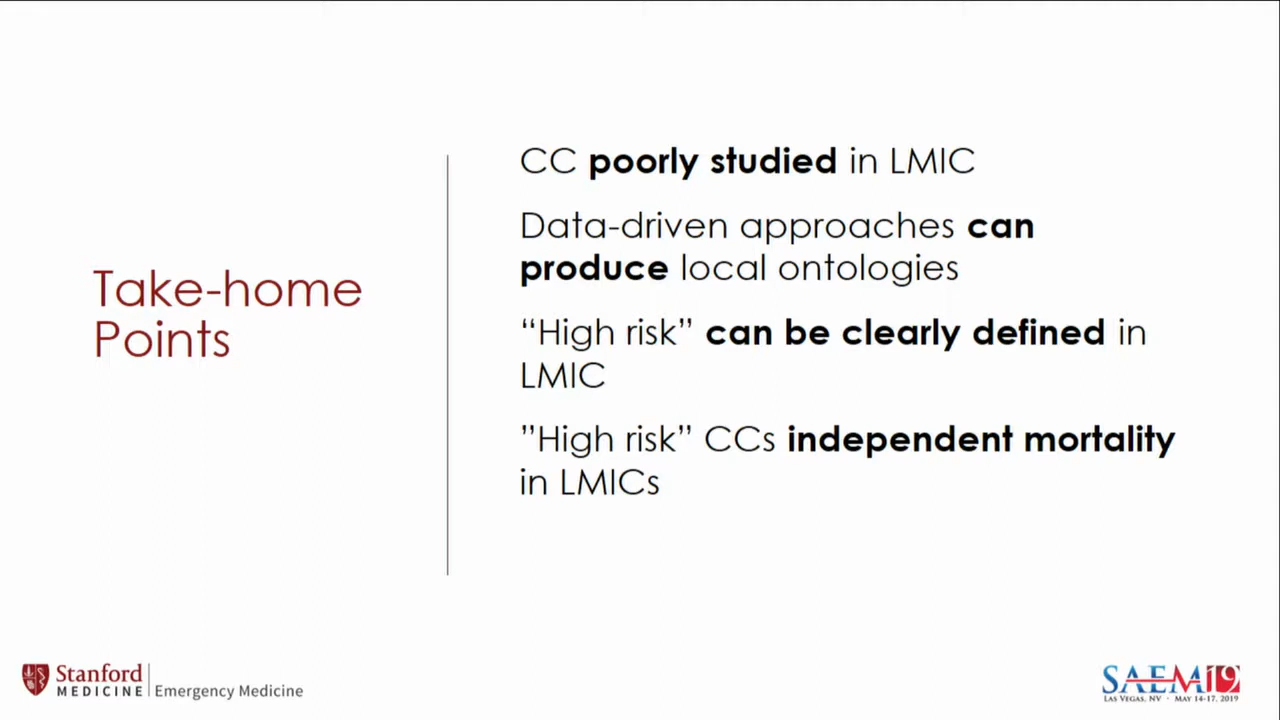 Take-home
Points
CC poorly studied in LMIC
Data-driven approaches can
produce local ontologies
“High risk” can be clearly defined in
LMIC
”High risk” CCs independent mortality
in LMICs
Stanford
MEDICINE
Emergency Medicine
SAEM19
LAS VEGAS, NV · MAY 14-17, 2019